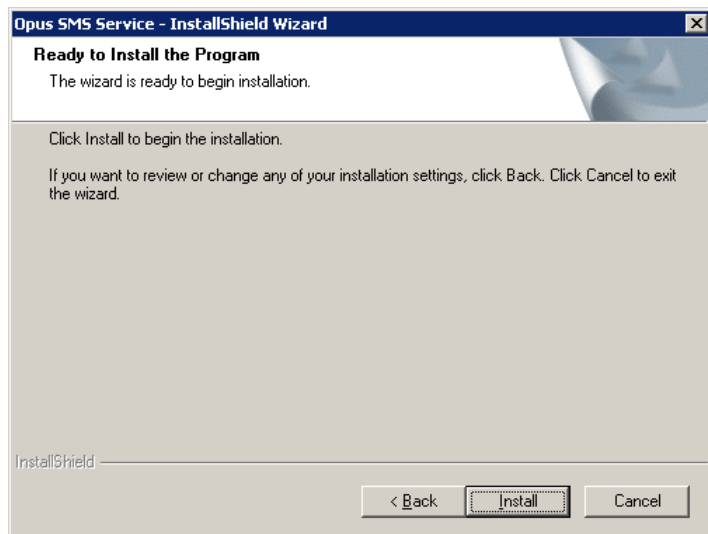 Opus SMS Service - InstallShield Wizard
Ready to Install the Program
The wizard is ready to begin installation.
Click Install to begin the installation.
If you want to review or change any of your installation settings, click Back. Click Cancel to exit
the wizard.
InstallShield
< Back Install Cancel